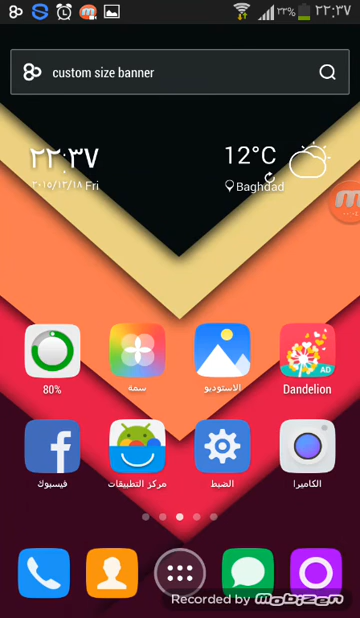 ٣٣% ٢٢:٣٧
custom size banner
٢٢:٣٧
٢٠١٥/١٢/١٨ Fri
12°C
Baghdad
80% سمة الاستوديو Dandelion
AD
فيسبوك مركز التطبيقات الضبط الكاميرا
Recorded by mobizen